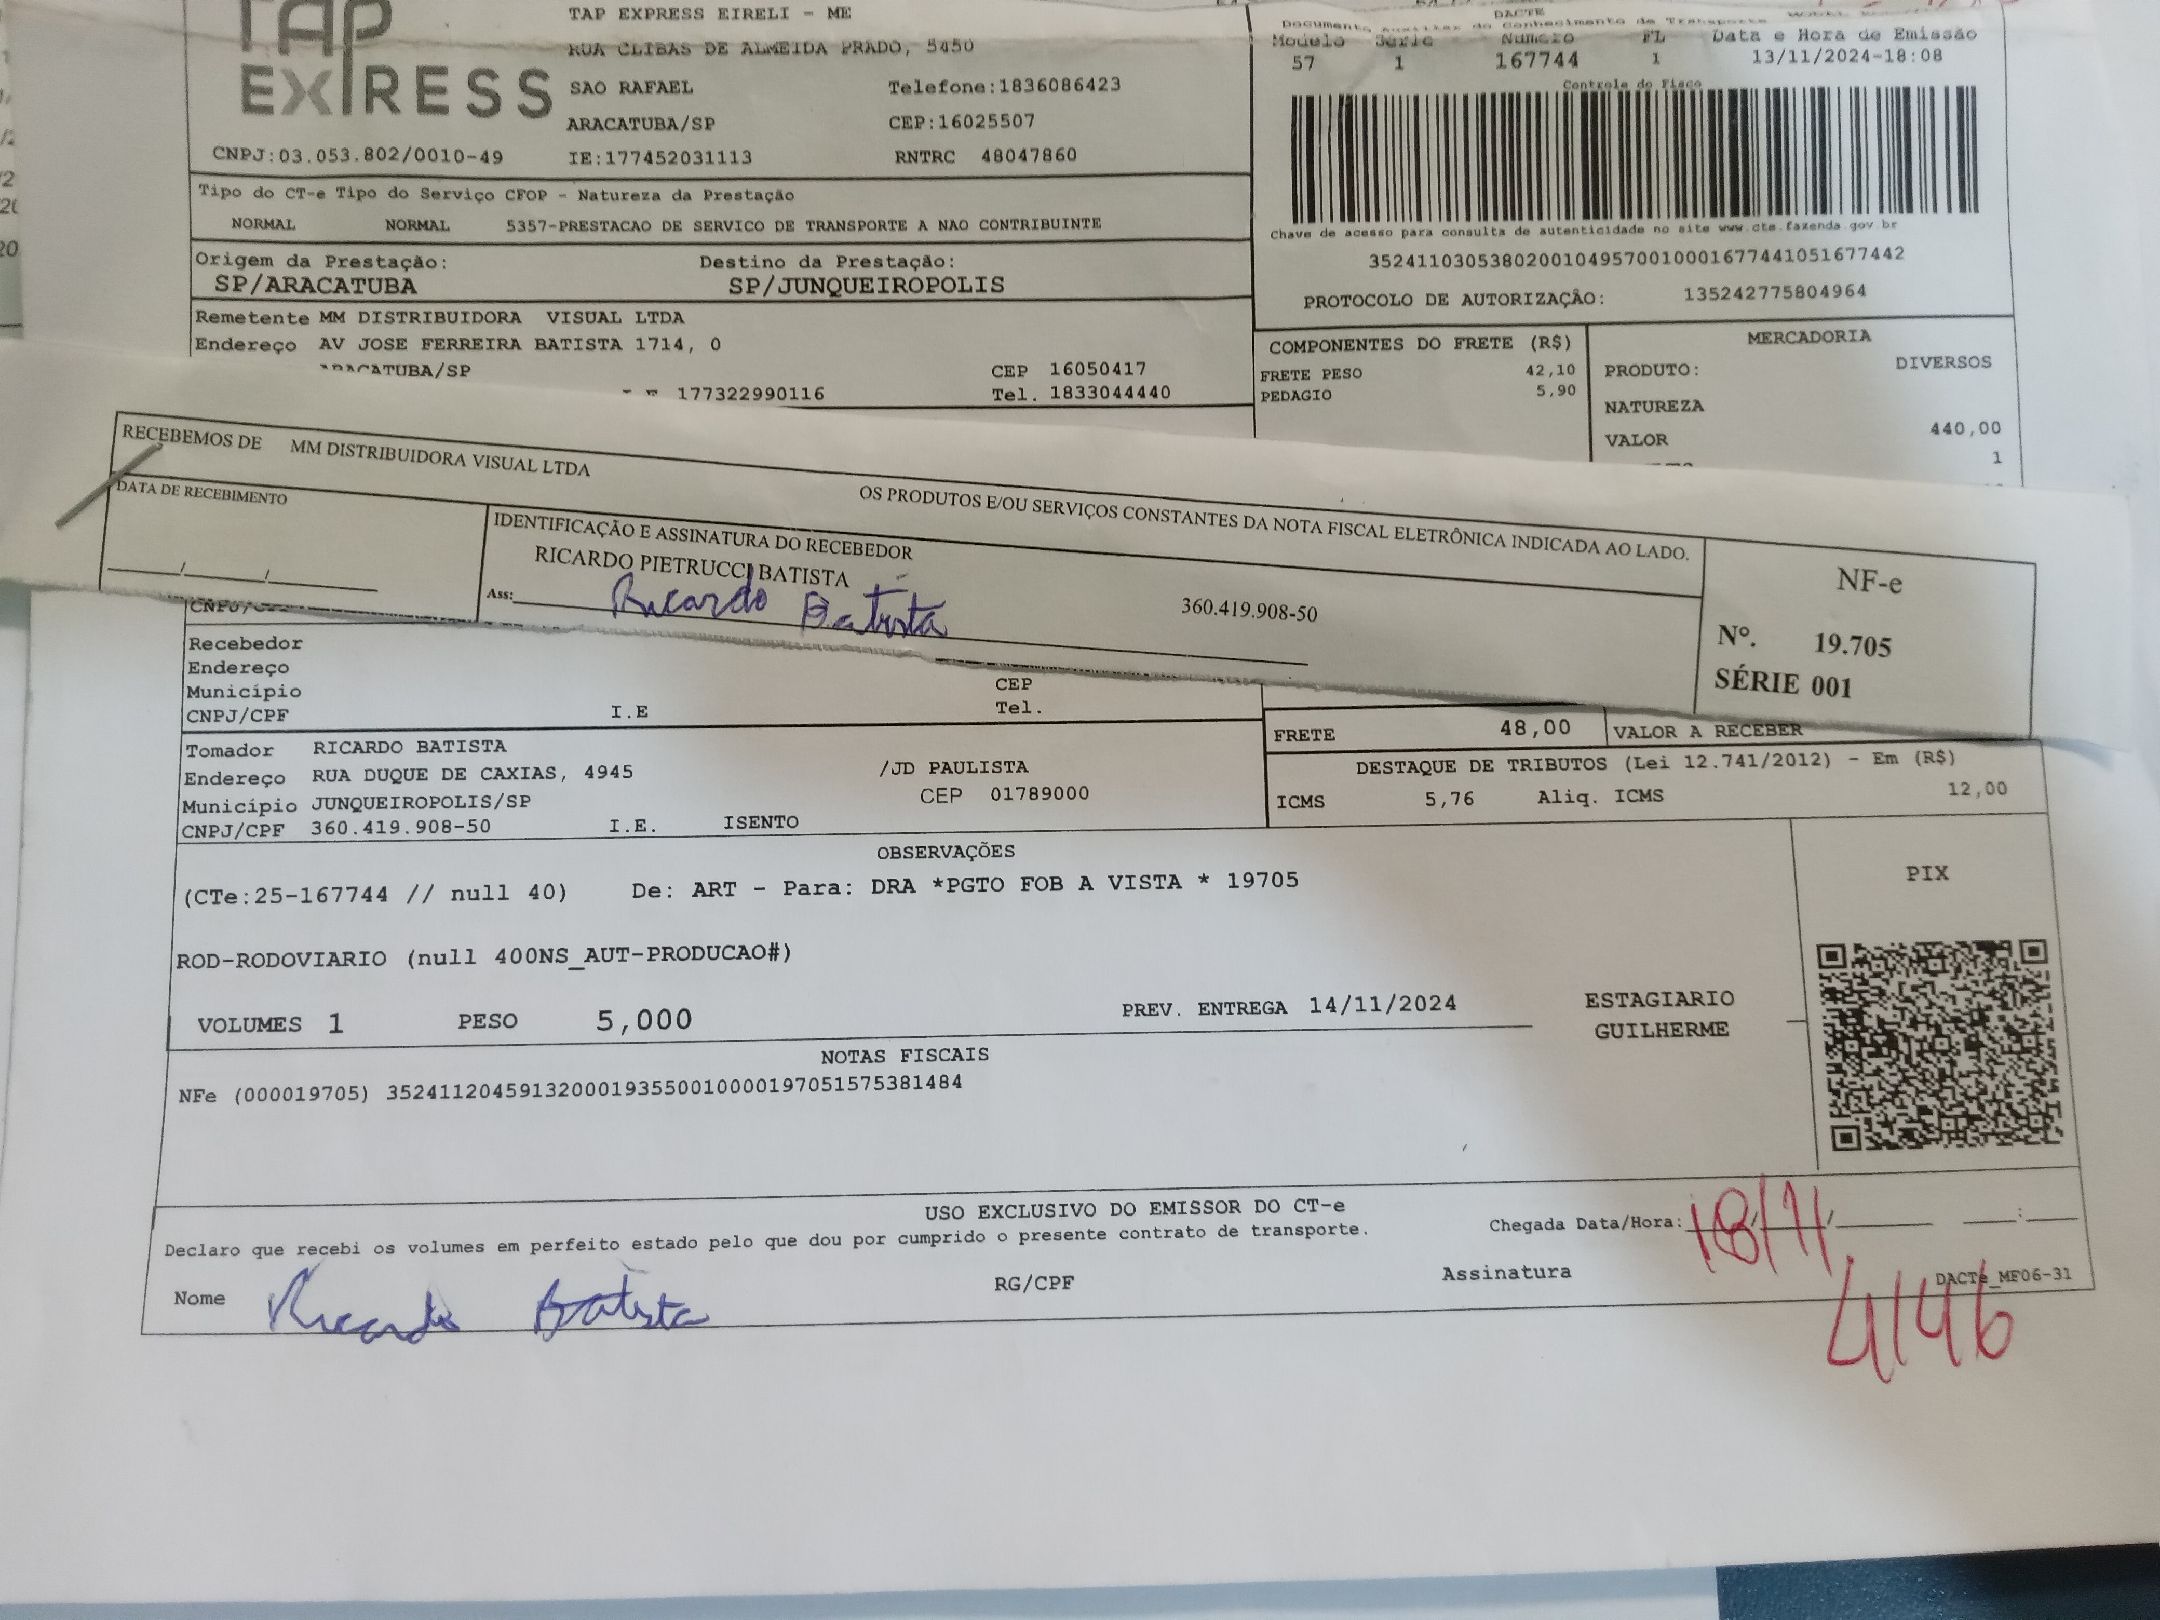 TAP
EXPRESS
TAP EXPRESS EIRELI - ME
RUA CLIBAS DE ALMEIDA PRADO, 5450
SAO RAFAEL Telefone:1836086423
ARACATUBA/SP CEP:16025507
CNPJ:03.053.802/0010-49 IE:177452031113 RNTRC 48047860
DACTE
Documento Auxiliar do Conhecimento de Transporte
Modelo Série Número FL Data e Hora de Emissão
57 1 167744 1 13/11/2024-18:08
Controle do Fisco
Chave de acesso para consulta de autenticidade no site www.cte.fazenda.gov.br
35241103053802001049570010001677441051677442
PROTOCOLO DE AUTORIZAÇÃO: 135242775804964
Tipo do CT-e Tipo do Serviço CFOP - Natureza da Prestação
NORMAL NORMAL 5357-PRESTACAO DE SERVICO DE TRANSPORTE A NAO CONTRIBUINTE
Origem da Prestação: Destino da Prestação:
SP/ARACATUBA SP/JUNQUEIROPOLIS
Remetente MM DISTRIBUIDORA VISUAL LTDA
Endereço AV JOSE FERREIRA BATISTA 1714, 0
ARACATUBA/SP CEP 16050417
177322990116 Tel. 1833044440
COMPONENTES DO FRETE (R$)
FRETE PESO 42,10
PEDAGIO 5,90
MERCADORIA
PRODUTO: DIVERSOS
NATUREZA
VALOR 440,00
1
RECEBEMOS DE MM DISTRIBUIDORA VISUAL LTDA
OS PRODUTOS E/OU SERVIÇOS CONSTANTES DA NOTA FISCAL ELETRÔNICA INDICADA AO LADO.
DATA DE RECEBIMENTO
____/____/________
IDENTIFICAÇÃO E ASSINATURA DO RECEBEDOR
RICARDO PIETRUCCI BATISTA
Ass: Ricardo Batista
360.419.908-50
NF-e
Nº. 19.705
SÉRIE 001
Recebedor
Endereço
Município CEP
CNPJ/CPF I.E Tel.
Tomador RICARDO BATISTA
Endereço RUA DUQUE DE CAXIAS, 4945 /JD PAULISTA
Município JUNQUEIROPOLIS/SP CEP 01789000
CNPJ/CPF 360.419.908-50 I.E. ISENTO
FRETE 48,00 VALOR A RECEBER
DESTAQUE DE TRIBUTOS (Lei 12.741/2012) - Em (R$)
ICMS 5,76 Aliq. ICMS 12,00
OBSERVAÇÕES
(CTe:25-167744 // null 40) De: ART - Para: DRA *PGTO FOB A VISTA * 19705
ROD-RODOVIARIO (null 400NS_AUT-PRODUCAO#)
VOLUMES 1 PESO 5,000 PREV. ENTREGA 14/11/2024
ESTAGIARIO
GUILHERME
PIX
NOTAS FISCAIS
NFe (000019705) 35241120459132000193550010000197051575381484
USO EXCLUSIVO DO EMISSOR DO CT-e
Declaro que recebi os volumes em perfeito estado pelo que dou por cumprido o presente contrato de transporte.
Chegada Data/Hora: 18/11/
Nome Ricardo Batista RG/CPF Assinatura
DACTe_MF06-31
4146